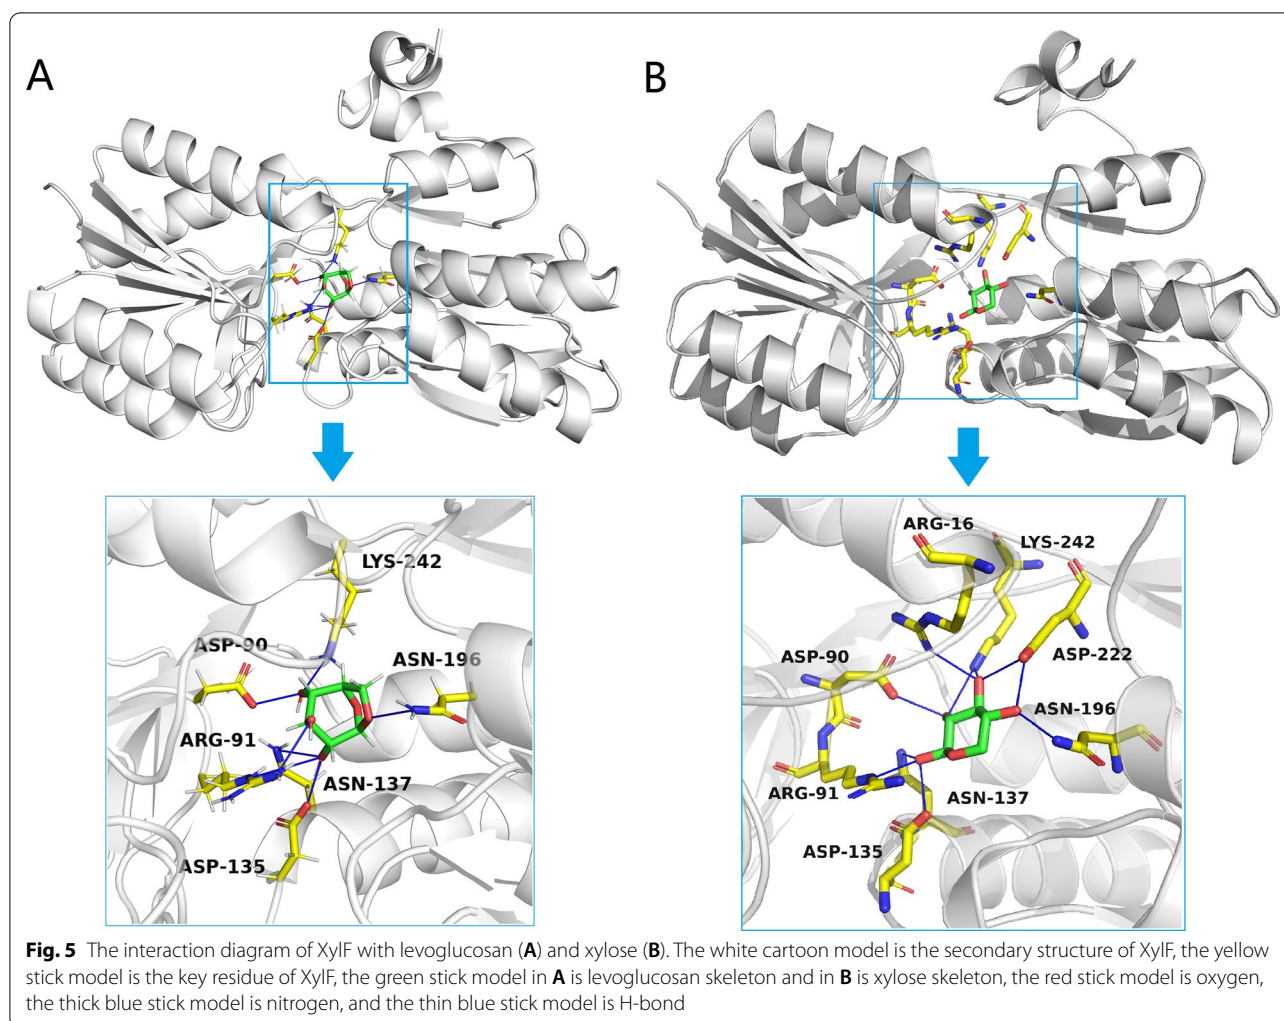 A
B
LYS-242
ASP-90
ASN-196
ARG-91
ASN-137
ASP-135
ARG-16
LYS-242
ASP-90
ASP-222
ASN-196
ARG-91
ASN-137
ASP-135
Fig. 5 The interaction diagram of XylF with levoglucosan (A) and xylose (B). The white cartoon model is the secondary structure of XylF, the yellow
stick model is the key residue of XylF, the green stick model in A is levoglucosan skeleton and in B is xylose skeleton, the red stick model is oxygen,
the thick blue stick model is nitrogen, and the thin blue stick model is H-bond